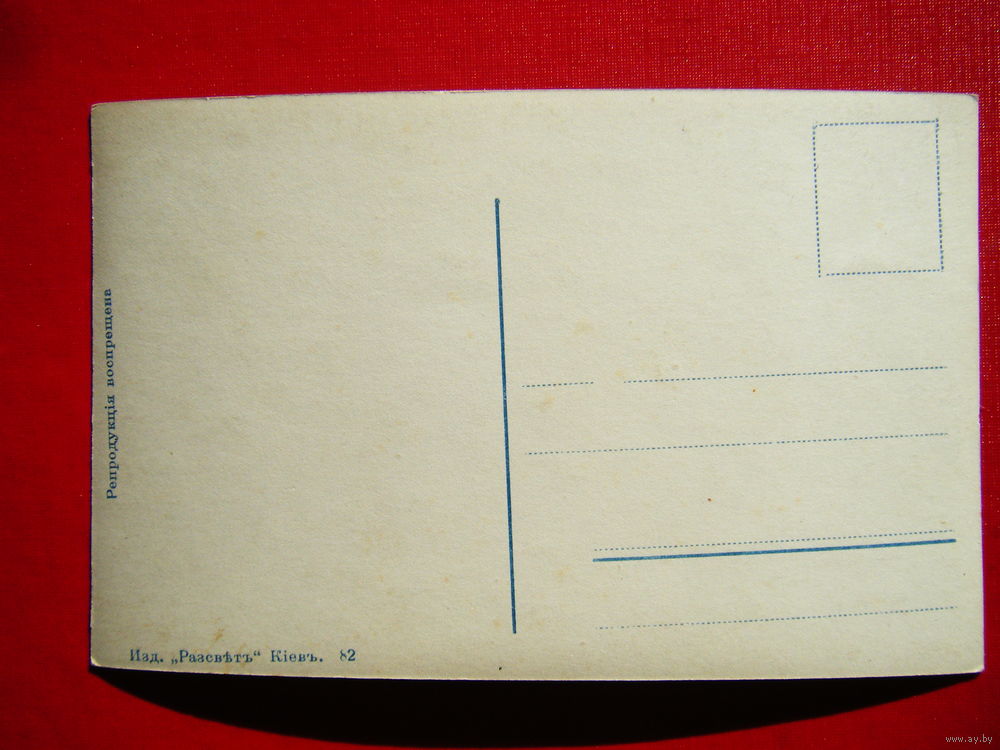 Репродукція воспрещена
Изд. „Разсвѣтъ“ Кіевъ. 82
www.ay.by